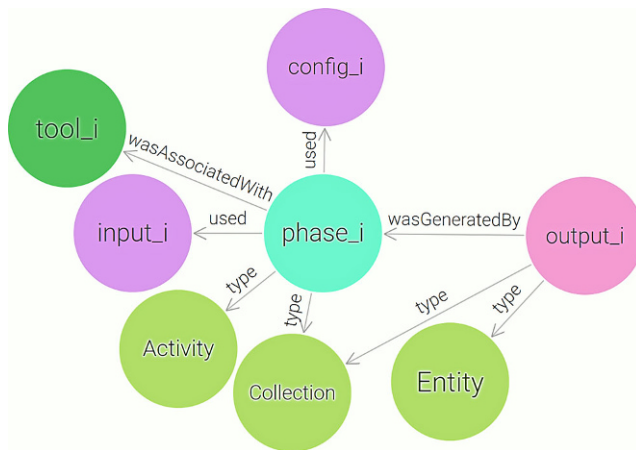 config_i
tool_i
wasAssociatedWith
used
input_i
used
phase_i
wasGeneratedBy
output_i
type
type
type
type
Activity
Collection
Entity